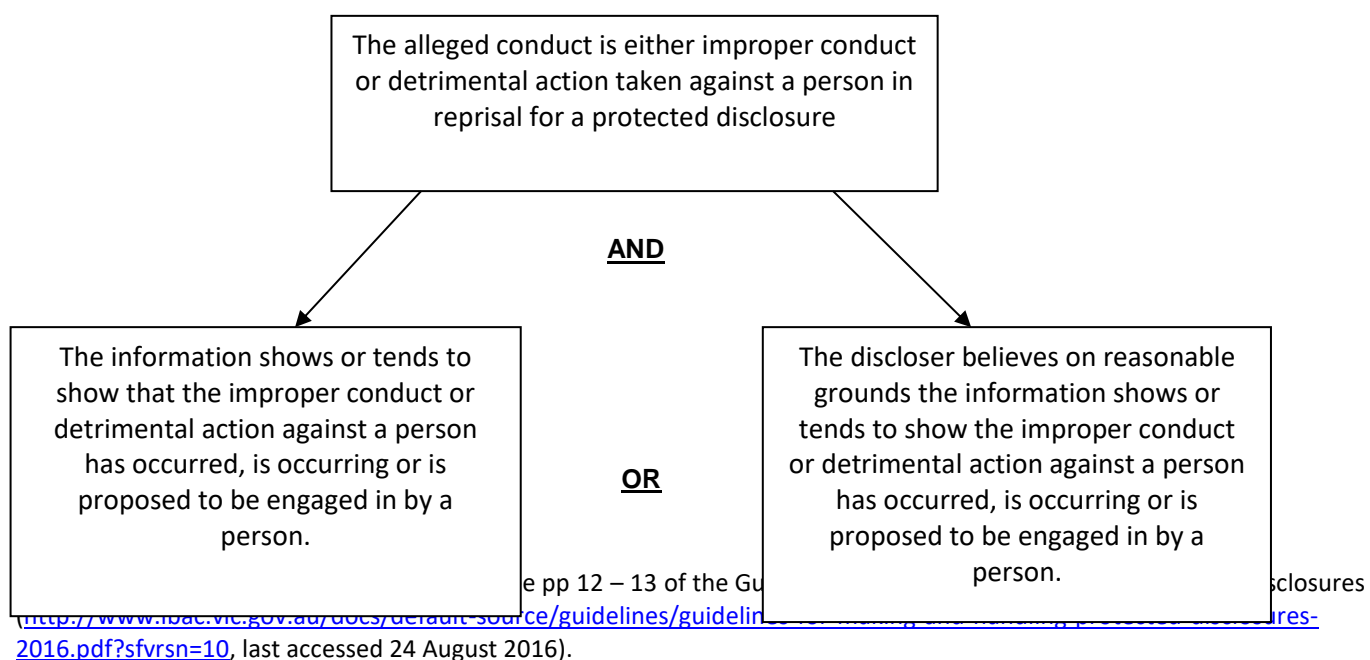 The alleged conduct is either improper conduct
or detrimental action taken against a person in
reprisal for a protected disclosure
AND
The information shows or tends to
show that the improper conduct or
detrimental action against a person
has occurred, is occurring or is
proposed to be engaged in by a
person.
OR
The discloser believes on reasonable
grounds the information shows or
tends to show the improper conduct
or detrimental action against a person
has occurred, is occurring or is
proposed to be engaged in by a
person.
pp 12 – 13 of the
2016.pdf?sfvrsn=10, last accessed 24 August 2016).